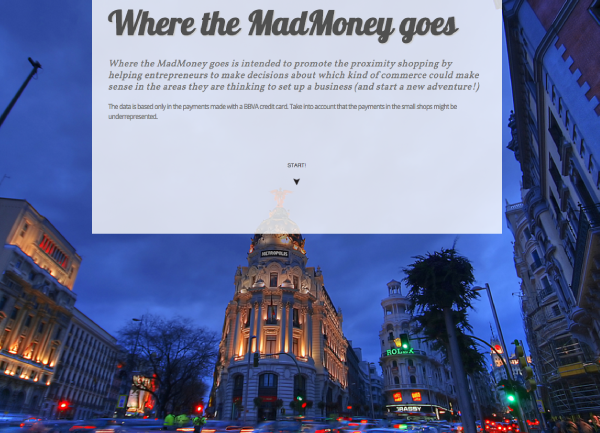 Where the MadMoney goes
Where the MadMoney goes is intended to promote the proximity shopping by
helping entrepreneurs to make decisions about which kind of commerce could make
sense in the areas they are thinking to set up a business (and start a new adventure!)
The data is based only in the payments made with a BBVA credit card. Take into account that the payments in the small shops might be
underrepresented.
START!
METROPOLIS
ROLEX
GRASSY